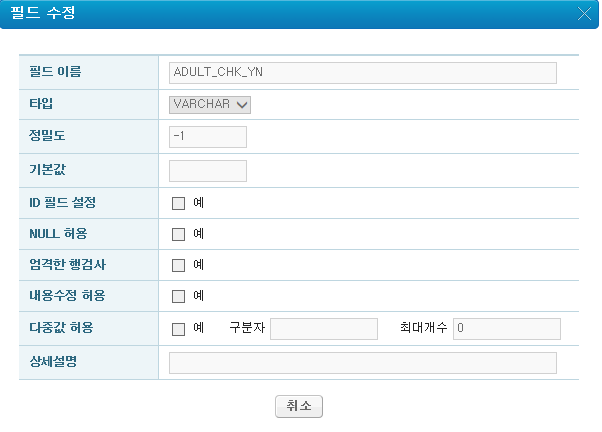 필드 수정
필드 이름 ADULT_CHK_YN
타입 VARCHAR
정밀도 -1
기본값
ID 필드 설정 예
NULL 허용 예
엄격한 행검사 예
내용수정 허용 예
다중값 허용 예 구분자 최대개수 0
상세설명
취소